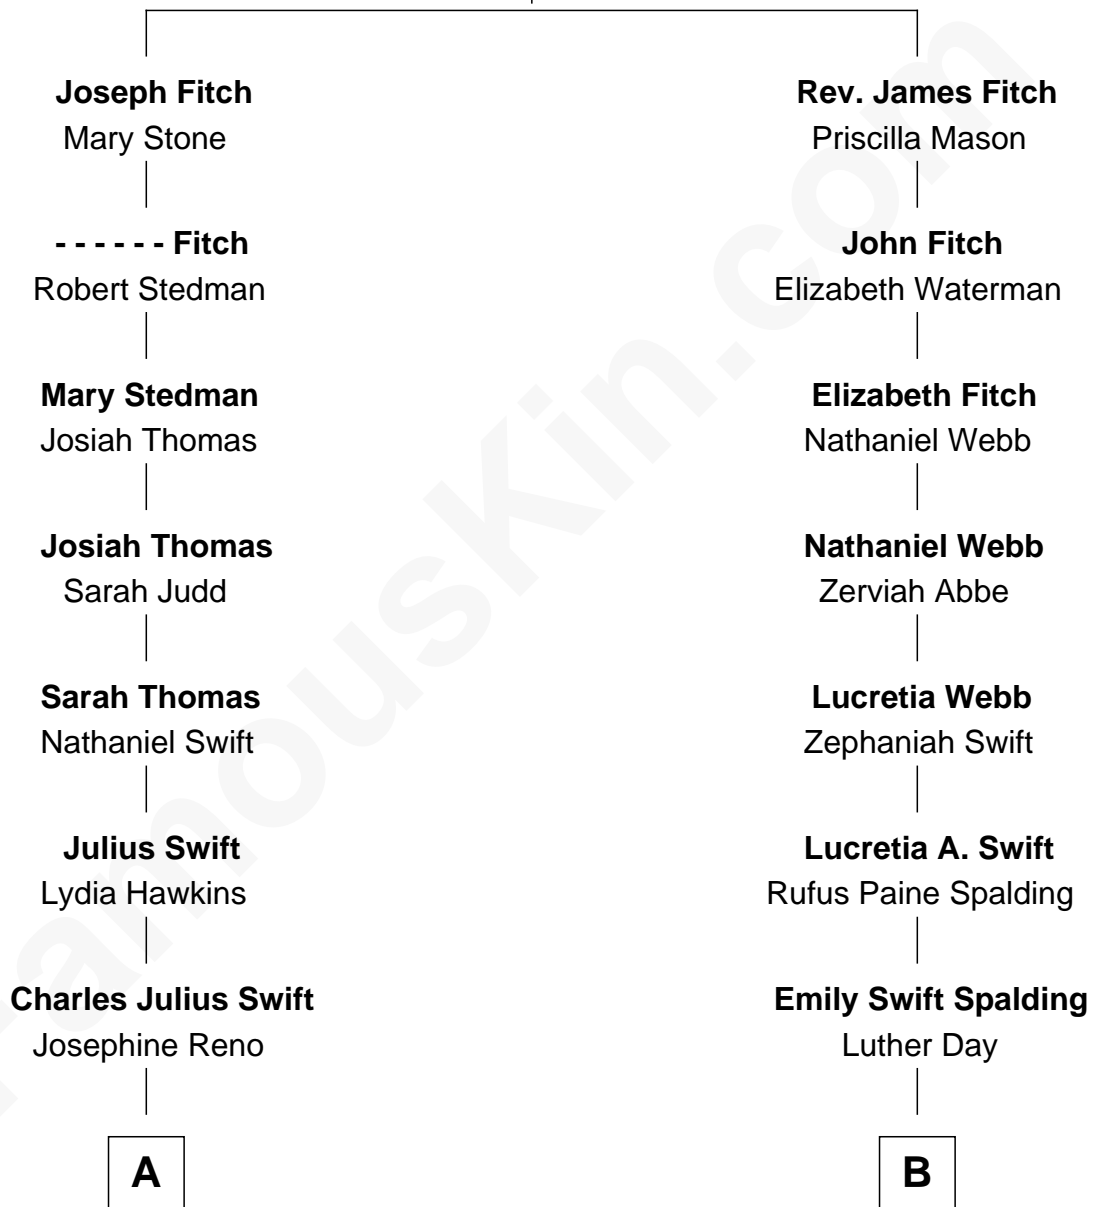 Joseph Fitch
Mary Stone
- - - - - - Fitch
Robert Stedman
Mary Stedman
Josiah Thomas
Josiah Thomas
Sarah Judd
Sarah Thomas
Nathaniel Swift
Julius Swift
Lydia Hawkins
Charles Julius Swift
Josephine Reno
A
Rev. James Fitch
Priscilla Mason
John Fitch
Elizabeth Waterman
Elizabeth Fitch
Nathaniel Webb
Nathaniel Webb
Zerviah Abbe
Lucretia Webb
Zephaniah Swift
Lucretia A. Swift
Rufus Paine Spalding
Emily Swift Spalding
Luther Day
B
FamousKin.com